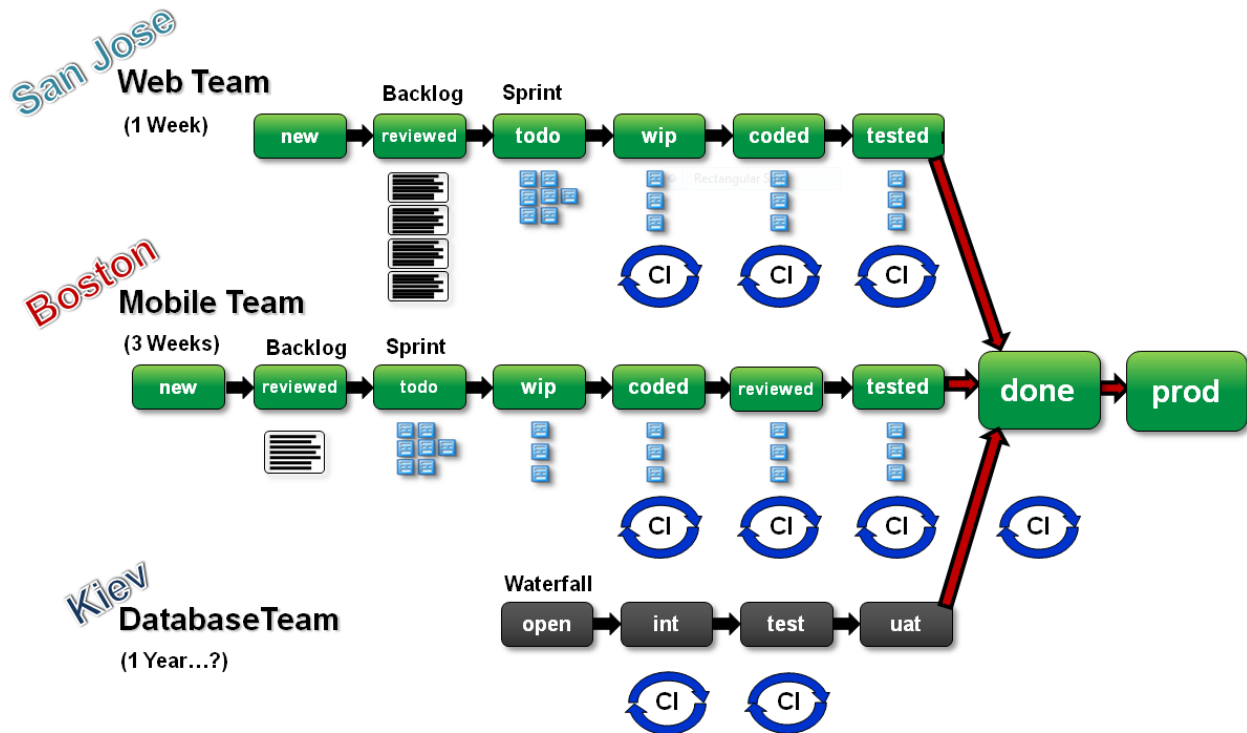 San Jose
Web Team
(1 Week)
Backlog
Sprint
new
reviewed
todo
wip
coded
tested
Rectangular S
CI
CI
CI
Boston
Mobile Team
(3 Weeks)
Backlog
Sprint
new
reviewed
todo
wip
coded
reviewed
tested
done
prod
CI
CI
CI
CI
Kiev
DatabaseTeam
(1 Year...?)
Waterfall
open
int
test
uat
CI
CI